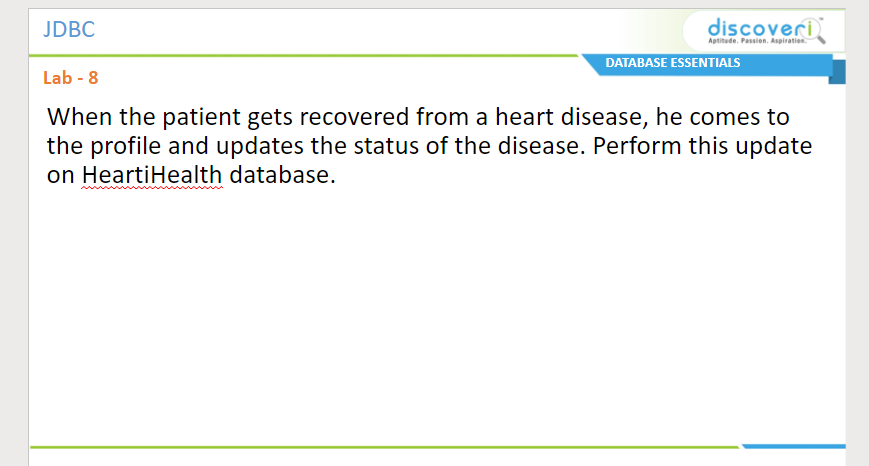 JDBC
discoveri
Aptitude. Passion. Aspiration.
DATABASE ESSENTIALS
Lab - 8
When the patient gets recovered from a heart disease, he comes to
the profile and updates the status of the disease. Perform this update
on HeartiHealth database.